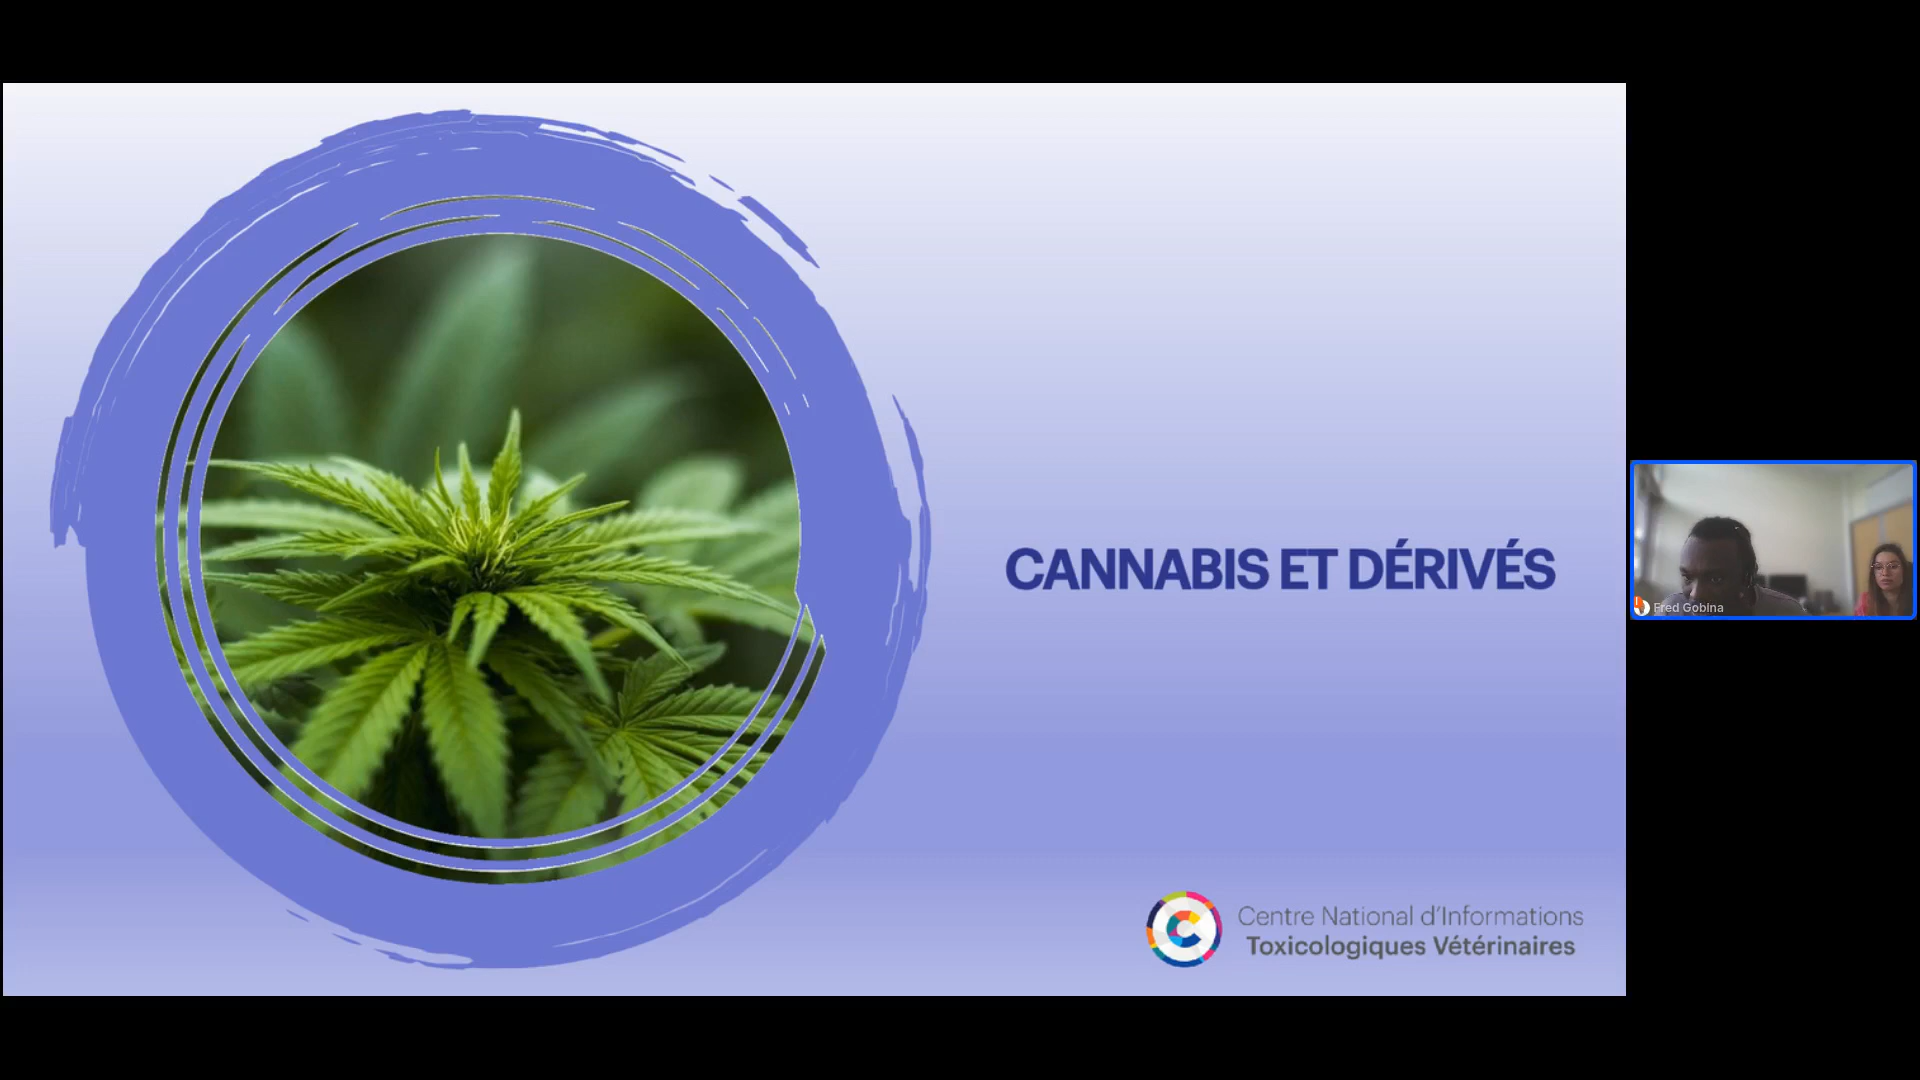 CANNABIS ET DÉRIVÉS
Centre National d'Informations
Toxicologiques Vétérinaires
Fred Gobina